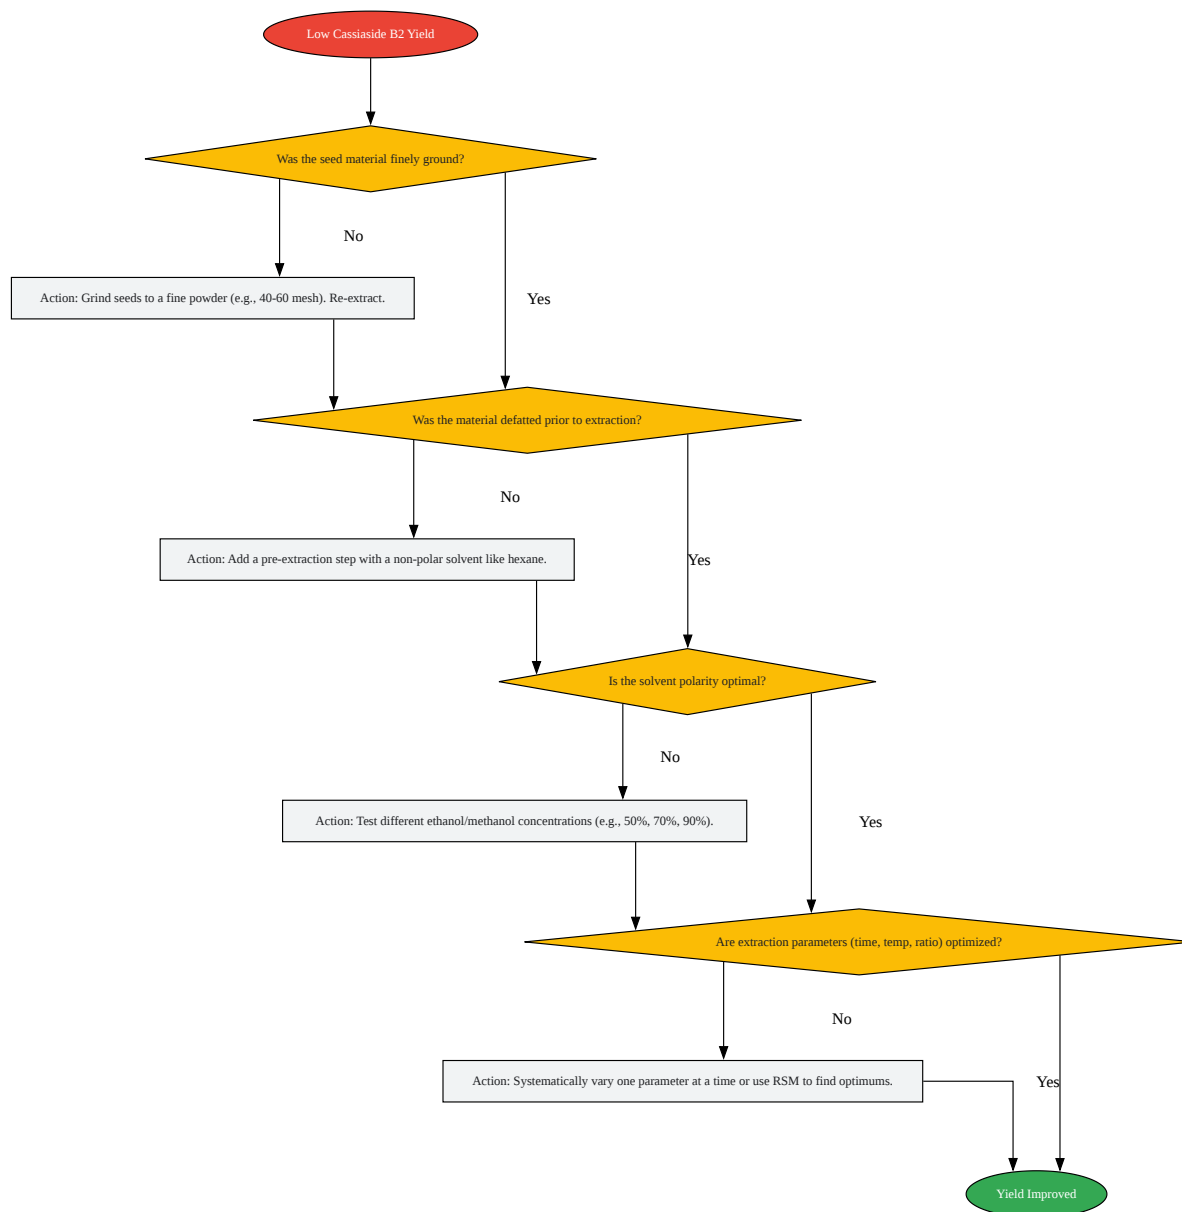 Low Cassiaside B2 Yield
Was the seed material finely ground?
No
Action: Grind seeds to a fine powder (e.g., 40-60 mesh). Re-extract.
Yes
Was the material defatted prior to extraction?
No
Action: Add a pre-extraction step with a non-polar solvent like hexane.
Yes
Is the solvent polarity optimal?
No
Action: Test different ethanol/methanol concentrations (e.g., 50%, 70%, 90%).
Yes
Are extraction parameters (time, temp, ratio) optimized?
No
Action: Systematically vary one parameter at a time or use RSM to find optimums.
Yes
Yield Improved